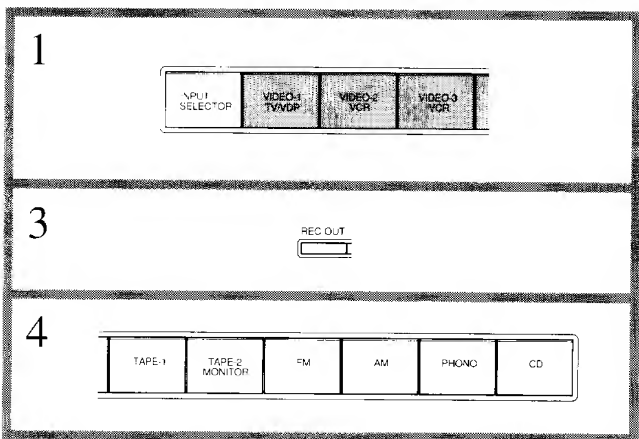 1
INPUT
SELECTOR
VIDEO-1
TV/VDP
VIDEO-2
VCR
VIDEO-3
VCR
3
REC OUT
4
TAPE-1
TAPE-2
MONITOR
FM
AM
PHONO
CD